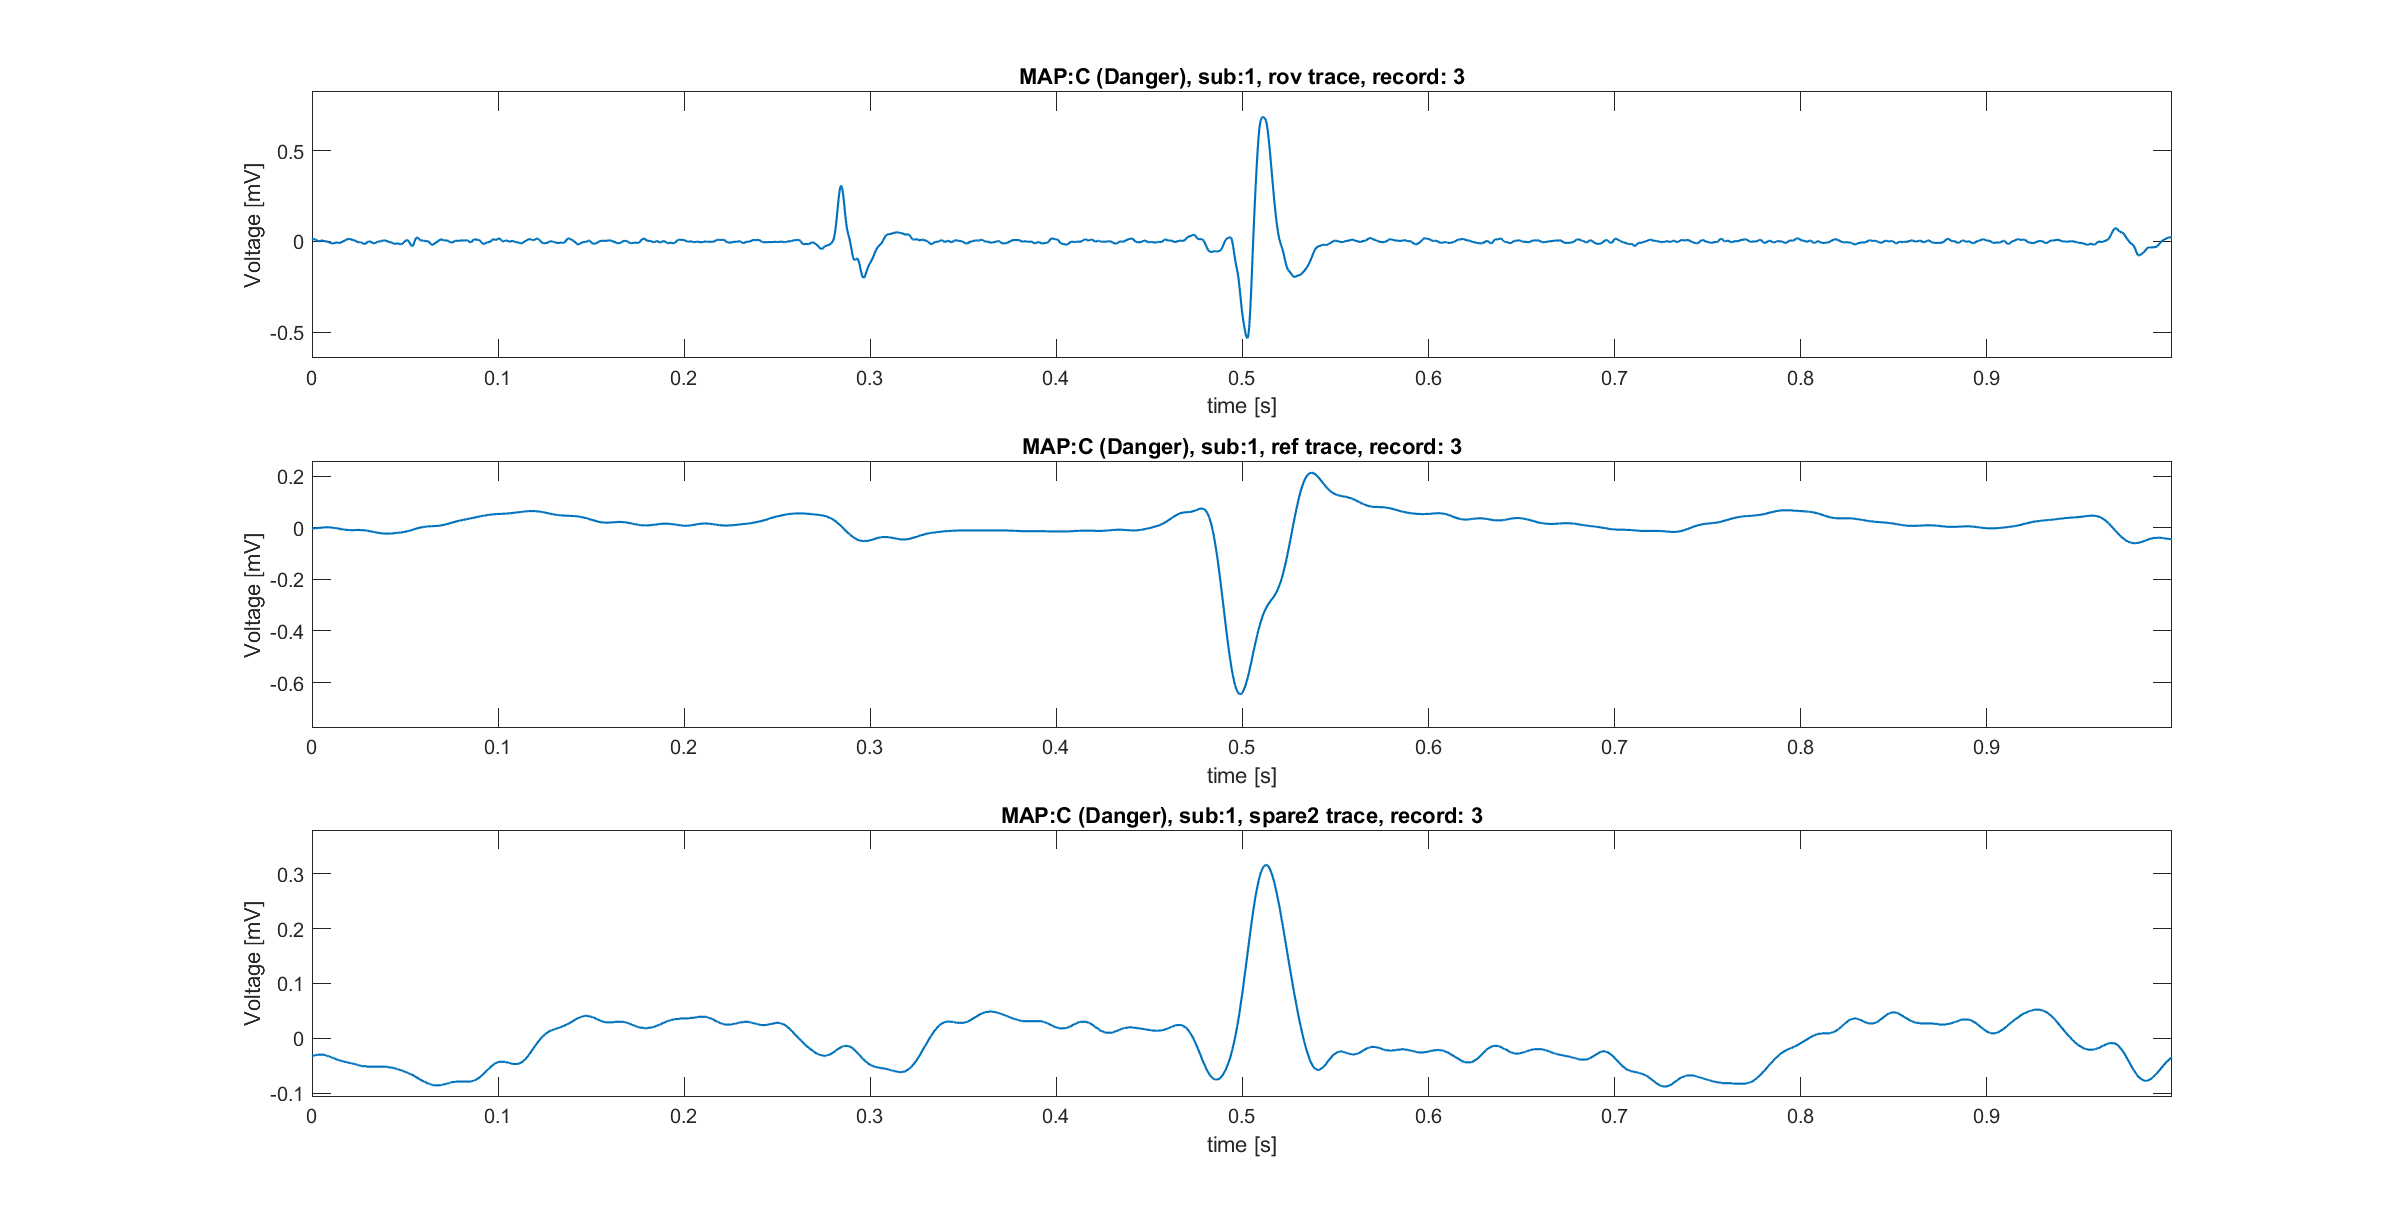 MAP:C (Danger), sub:1, rov trace, record: 3
Voltage [mV]
0.5
0
-0.5
0 0.1 0.2 0.3 0.4 0.5 0.6 0.7 0.8 0.9
time [s]
MAP:C (Danger), sub:1, ref trace, record: 3
Voltage [mV]
0.2
0
-0.2
-0.4
-0.6
0 0.1 0.2 0.3 0.4 0.5 0.6 0.7 0.8 0.9
time [s]
MAP:C (Danger), sub:1, spare2 trace, record: 3
Voltage [mV]
0.3
0.2
0.1
0
-0.1
0 0.1 0.2 0.3 0.4 0.5 0.6 0.7 0.8 0.9
time [s]